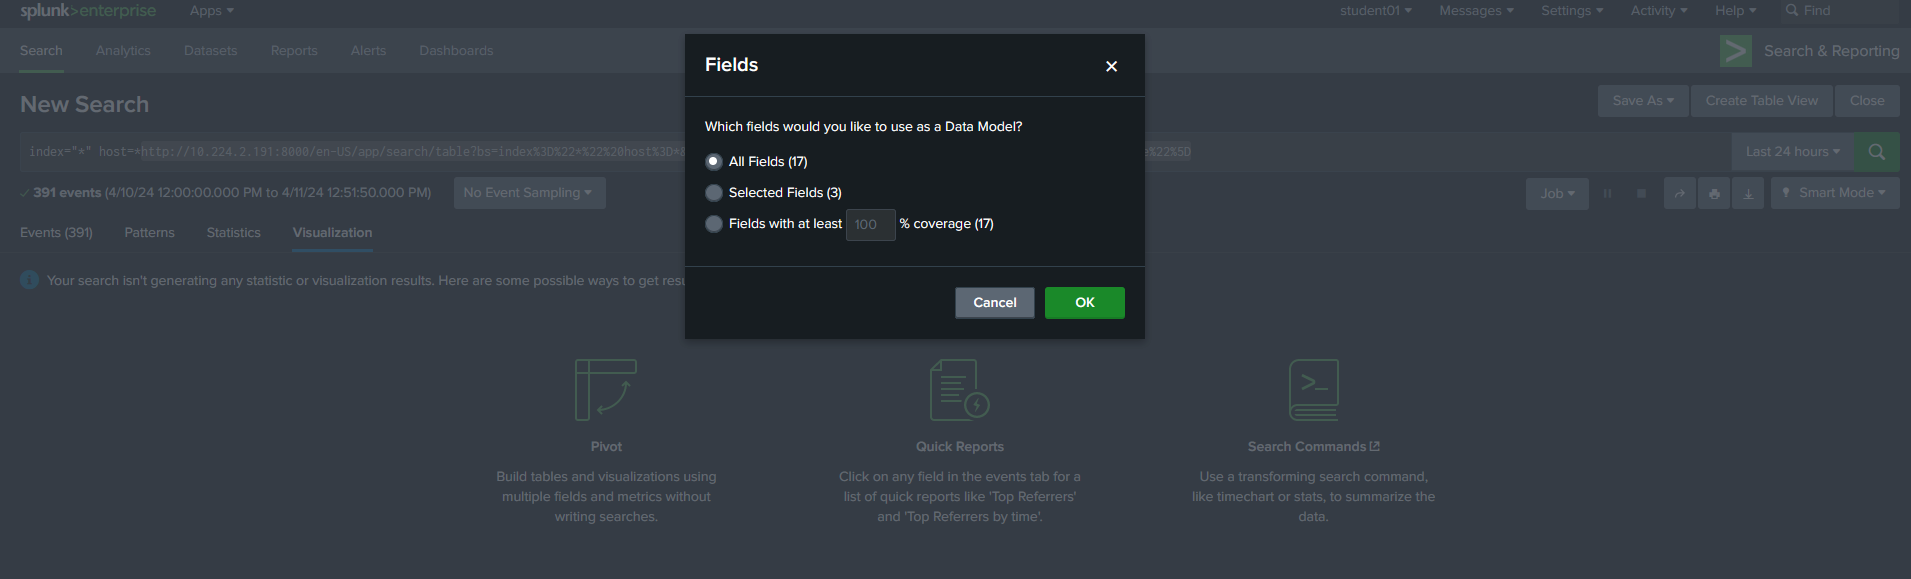 splunk>enterprise Apps student01 Messages Settings Activity Help Find
Search Analytics Datasets Reports Alerts Dashboards Search & Reporting
Fields
New Search Save As Create Table View Close
Which fields would you like to use as a Data Model?
index="*" host=*http://10.224.2.191:8000/en-US/app/search/table?bs=index%3D%22*%22%20host%3D*& e%22%5D Last 24 hours
All Fields (17)
391 events (4/10/24 12:00:00.000 PM to 4/11/24 12:51:50.000 PM) No Event Sampling Job Smart Mode
Selected Fields (3)
Fields with at least 100 % coverage (17)
Events (391) Patterns Statistics Visualization
Your search isn't generating any statistic or visualization results. Here are some possible ways to get resu
Cancel OK
Pivot
Build tables and visualizations using
multiple fields and metrics without
writing searches.
Quick Reports
Click on any field in the events tab for a
list of quick reports like 'Top Referrers'
and 'Top Referrers by time'.
Search Commands
Use a transforming search command,
like timechart or stats, to summarize the
data.